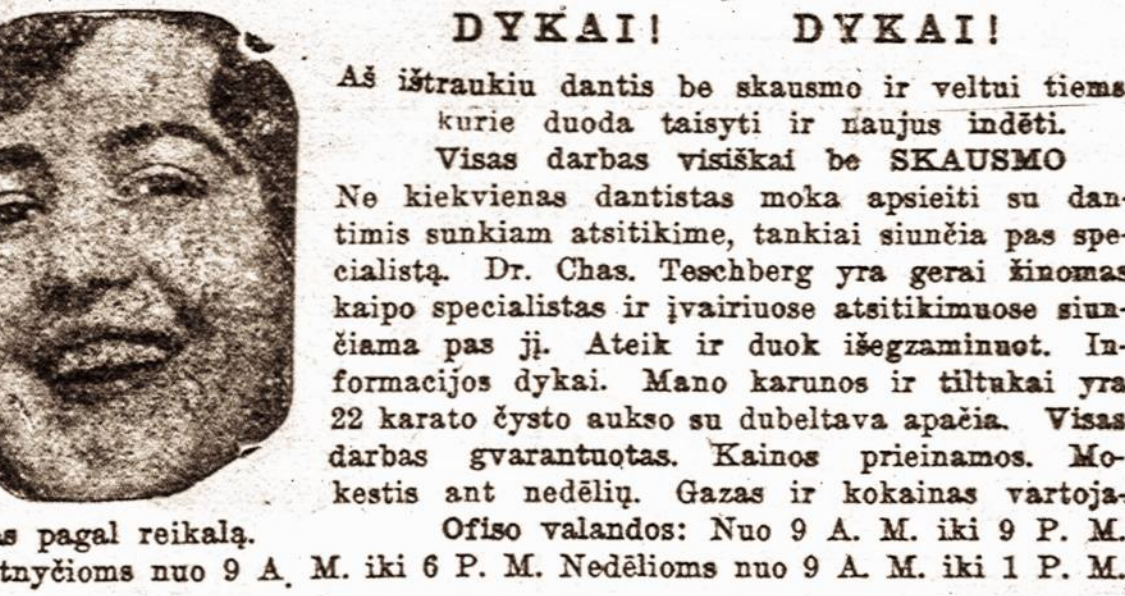 DYKAI! DYKAI!
Aš ištraukiu dantis be skausmo ir veltui tiems
kurie duoda taisyti ir naujus indėti.
Visas darbas visiškai be SKAUSMO
Ne kiekvienas dantistas moka apsieiti su dan-
timis sunkiam atsitikime, tankiai siunčia pas spe-
cialistą. Dr. Chas. Teschberg yra gerai žinomas
kaipo specialistas ir įvairiuose atsitikimuose siun-
čiama pas jį. Ateik ir duok išegzaminuot. In-
formacijos dykai. Mano karunos ir tiltukai yra
22 karato čysto aukso su dubeltava apačia. Visas
darbas gvarantuotas. Kainos prieinamos. Mo-
kestis ant nedėlių. Gazas ir kokainas vartoja-
s pagal reikalą. Ofiso valandos: Nuo 9 A. M. iki 9 P. M.
tnyčioms nuo 9 A. M. iki 6 P. M. Nedėlioms nuo 9 A. M. iki 1 P. M.